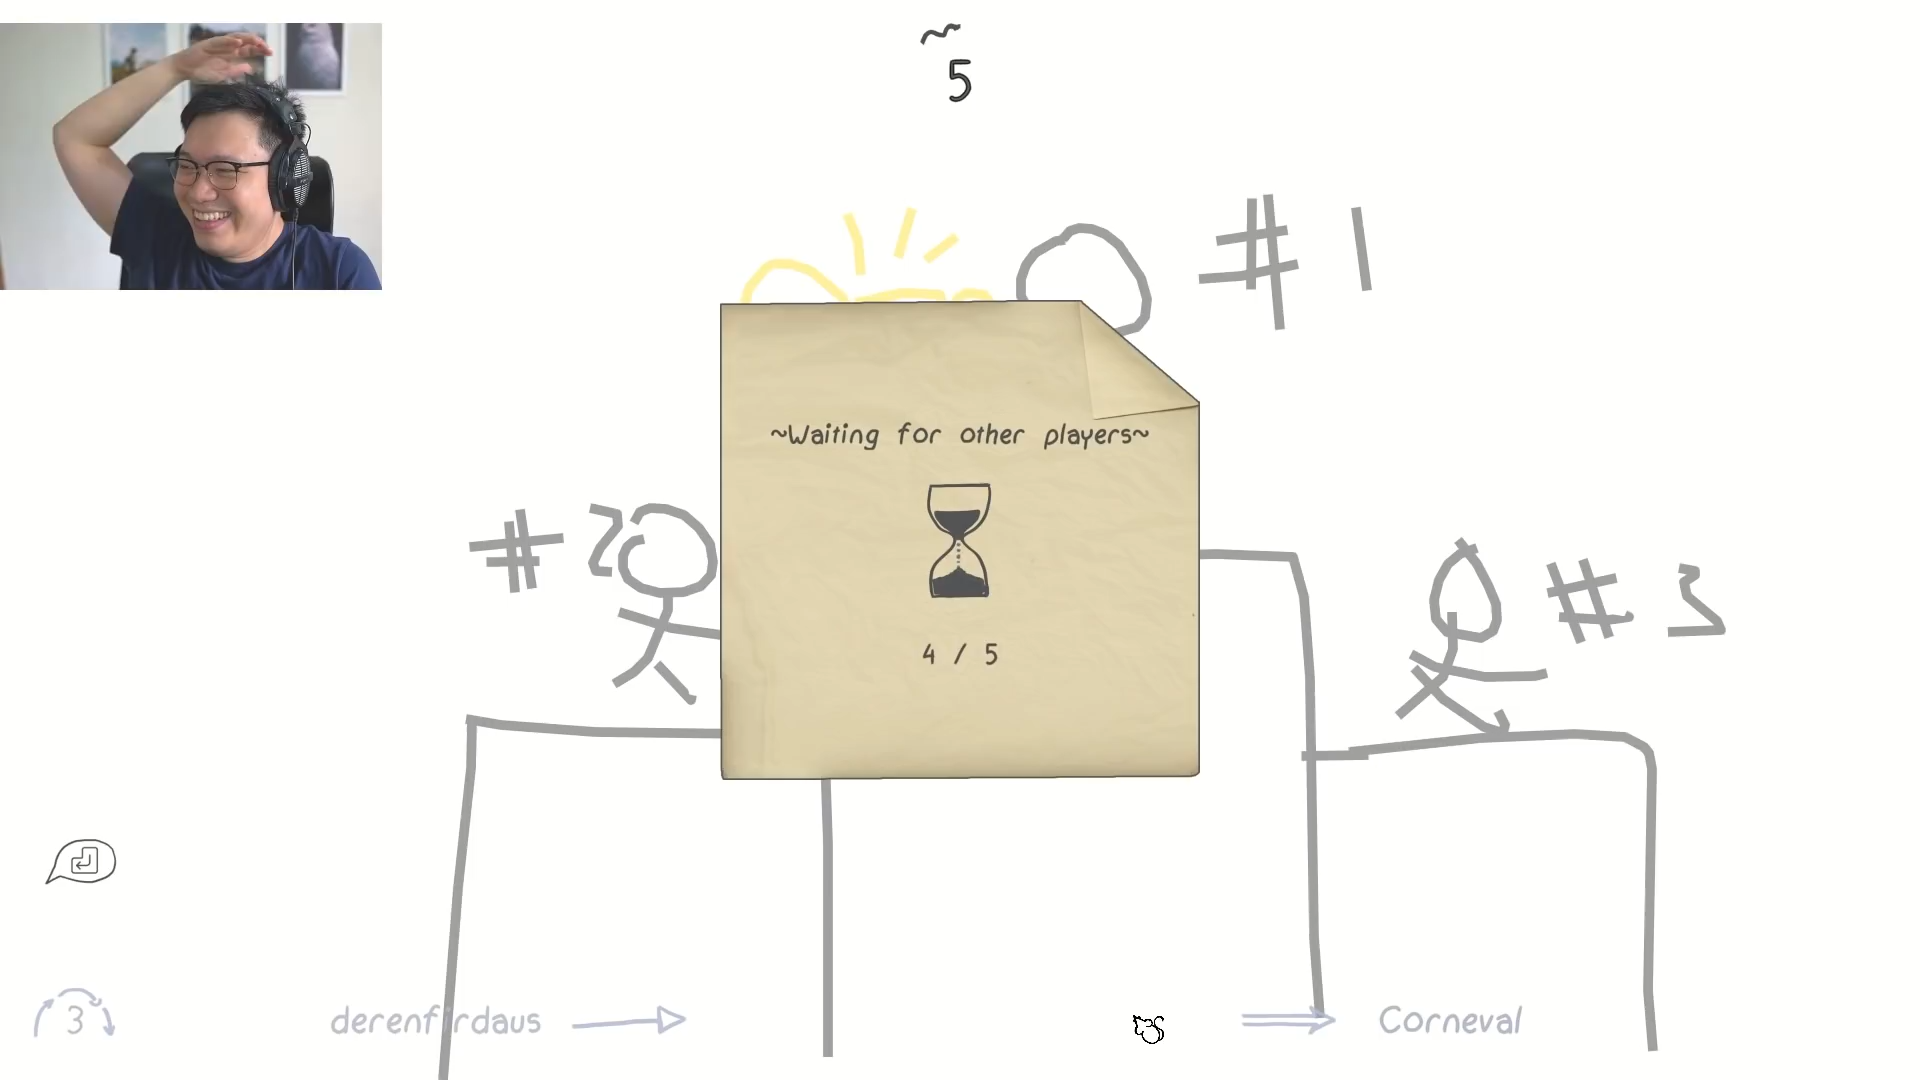 ~
5
#1
~Waiting for other players~
#2
#3
4 / 5
3
derenfirdaus
Corneval